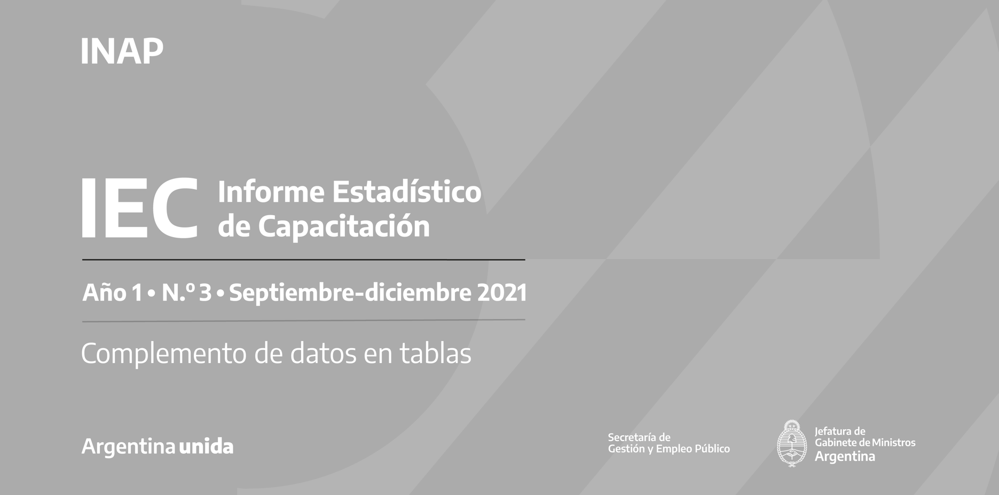 INAP
IEC
Informe Estadístico
de Capacitación
Año 1 • N.º 3 • Septiembre-diciembre 2021
Complemento de datos en tablas
Argentina unida
Secretaría de
Gestión y Empleo Público
Jefatura de
Gabinete de Ministros
Argentina